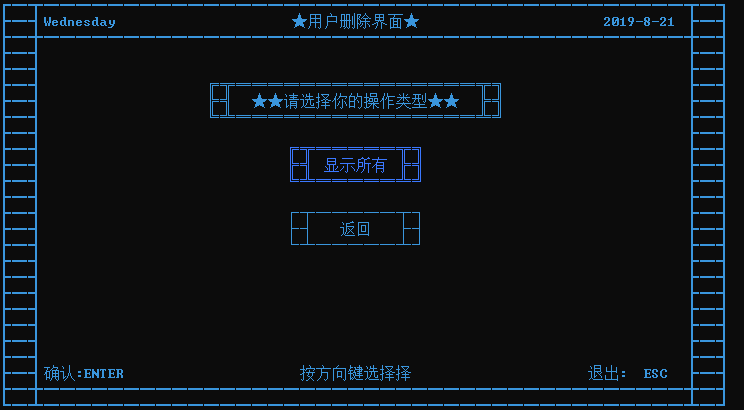 Wednesday ★用户删除界面★ 2019-8-21
★★请选择你的操作类型★★
显示所有
返回
确认:ENTER 按方向键选择择 退出: ESC